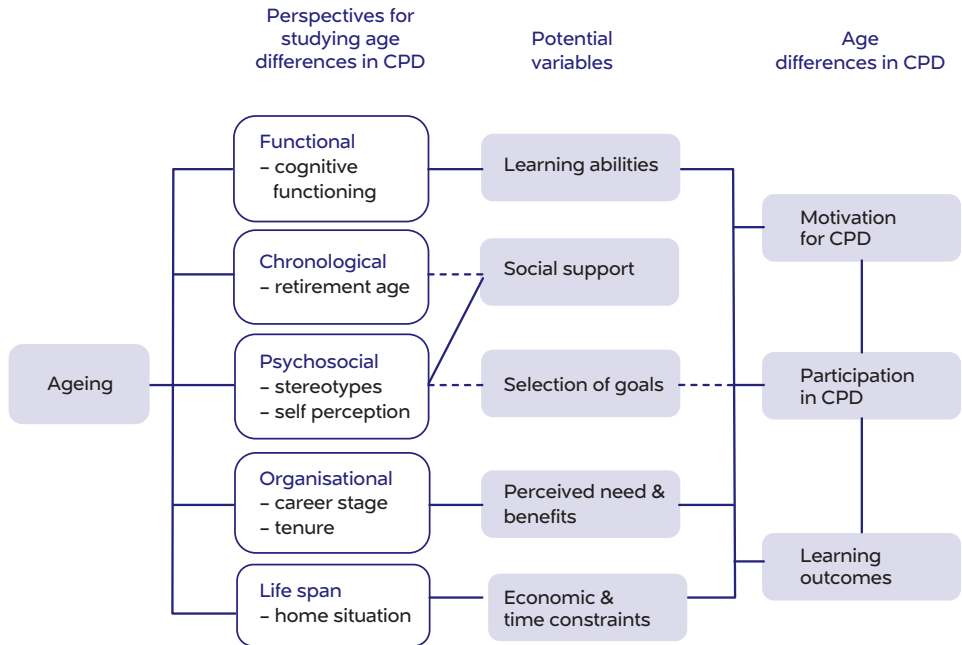 Perspectives for
studying age
differences in CPD
Potential
variables
Age
differences in CPD
Ageing
Functional
– cognitive
functioning
Chronological
– retirement age
Psychosocial
– stereotypes
– self perception
Organisational
– career stage
– tenure
Life span
– home situation
Learning abilities
Social support
Selection of goals
Perceived need &
benefits
Economic &
time constraints
Motivation
for CPD
Participation
in CPD
Learning
outcomes